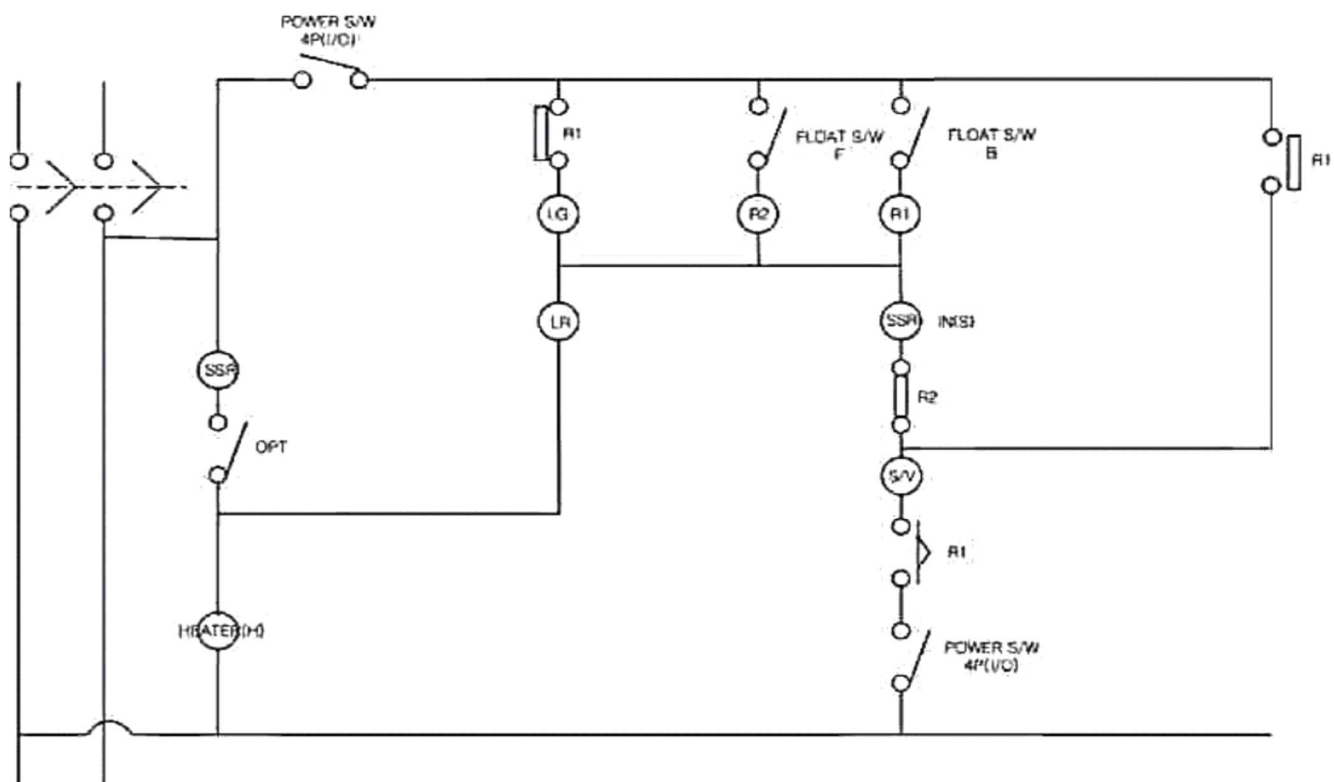 POWER S/W
4P(I/O)
R1
FLOAT S/W
F
FLOAT S/W
B
R1
LG
R2
R1
LR
SSR
IN(S)
SSR
R2
OPT
S/V
R1
HEATER(H)
POWER S/W
4P(I/O)